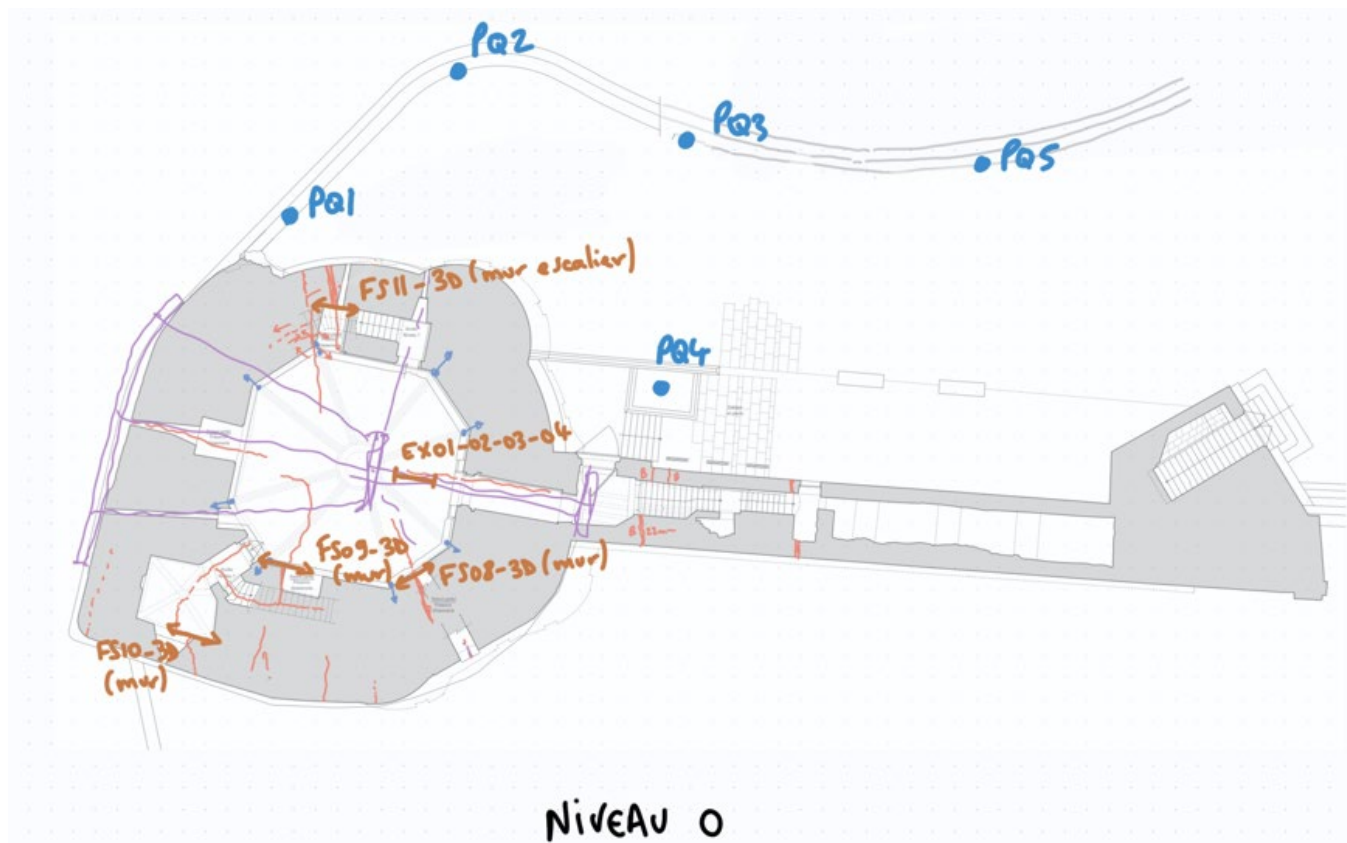 PQ2
PQ3
PQ5
PQ1
FS11-3D (mur escalier)
PQ4
EX01-02-03-04
FS09-3D
(mur)
FS08-3D (mur)
FS10-3D
(mur)
NIVEAU 0